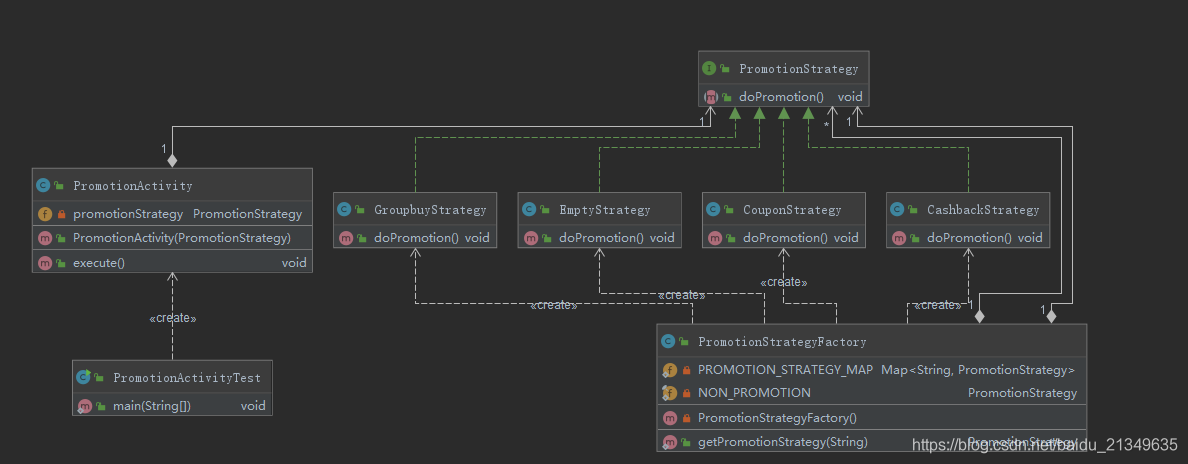 PromotionStrategy
doPromotion() void
1
*
1
1
PromotionActivity
promotionStrategy PromotionStrategy
PromotionActivity(PromotionStrategy)
execute() void
GroupbuyStrategy
doPromotion() void
EmptyStrategy
doPromotion() void
CouponStrategy
doPromotion() void
CashbackStrategy
doPromotion() void
«create»
«create»
«create»
«create»
1
1
«create»
PromotionStrategyFactory
PROMOTION_STRATEGY_MAP Map<String, PromotionStrategy>
NON_PROMOTION PromotionStrategy
PromotionStrategyFactory()
getPromotionStrategy(String) PromotionStrategy
PromotionActivityTest
main(String[]) void
https://blog.csdn.net/baidu_21349635